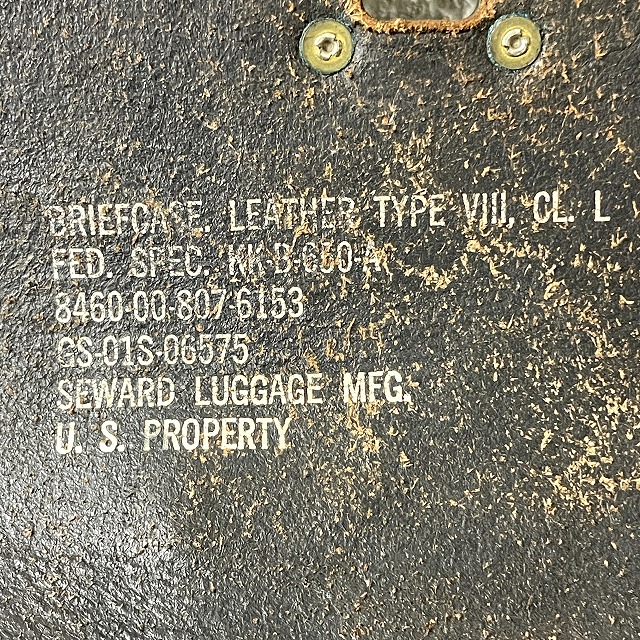 BRIEFCASE, LEATHER, TYPE VIII, CL. L
FED. SPEC. KK-B-650-A
8460-00-807-6153
GS-01S-06575
SEWARD LUGGAGE MFG.
U. S. PROPERTY